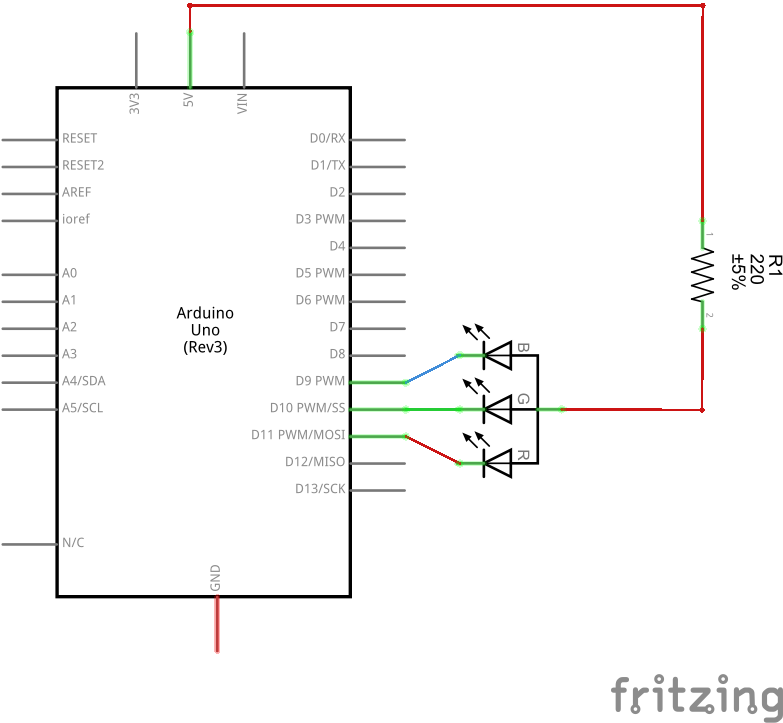 3V3
5V
VIN
RESET
RESET2
AREF
ioref
A0
A1
A2
A3
A4/SDA
A5/SCL
N/C
Arduino
Uno
(Rev3)
D0/RX
D1/TX
D2
D3 PWM
D4
D5 PWM
D6 PWM
D7
D8
D9 PWM
D10 PWM/SS
D11 PWM/MOSI
D12/MISO
D13/SCK
GND
B
G
R
1
2
R1
220
±5%
fritzing